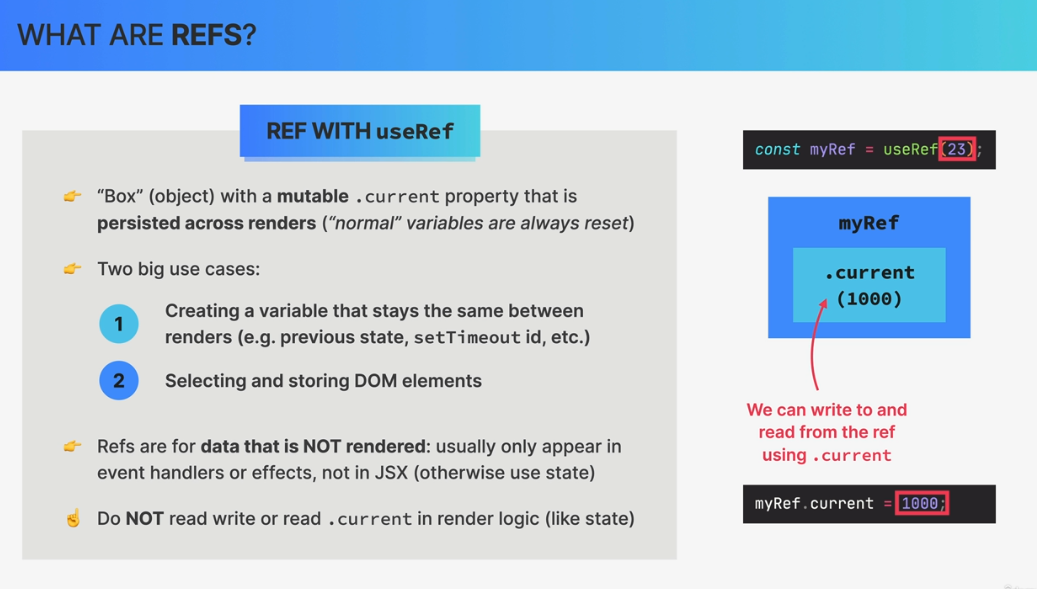 WHAT ARE REFS?
REF WITH useRef
"Box" (object) with a mutable .current property that is
persisted across renders ("normal" variables are always reset)
Two big use cases:
1
Creating a variable that stays the same between
renders (e.g. previous state, setTimeout id, etc.)
2
Selecting and storing DOM elements
Refs are for data that is NOT rendered: usually only appear in
event handlers or effects, not in JSX (otherwise use state)
Do NOT read write or read .current in render logic (like state)
const myRef = useRef(23);
myRef
.current
(1000)
We can write to and
read from the ref
using .current
myRef.current = 1000;